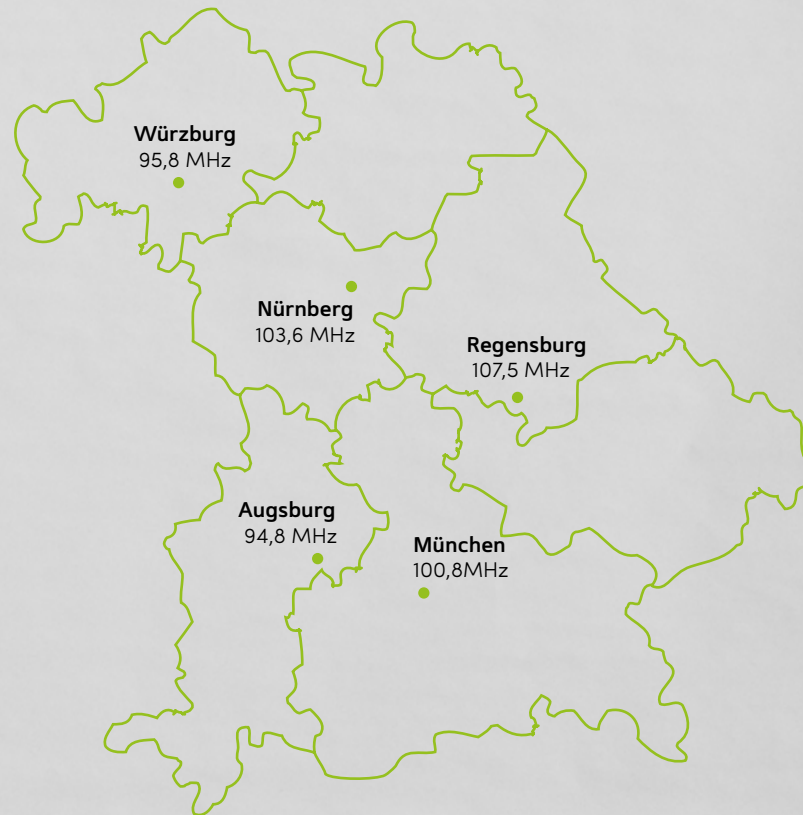 Würzburg
95,8 MHz
Nürnberg
103,6 MHz
Regensburg
107,5 MHz
Augsburg
94,8 MHz
München
100,8MHz